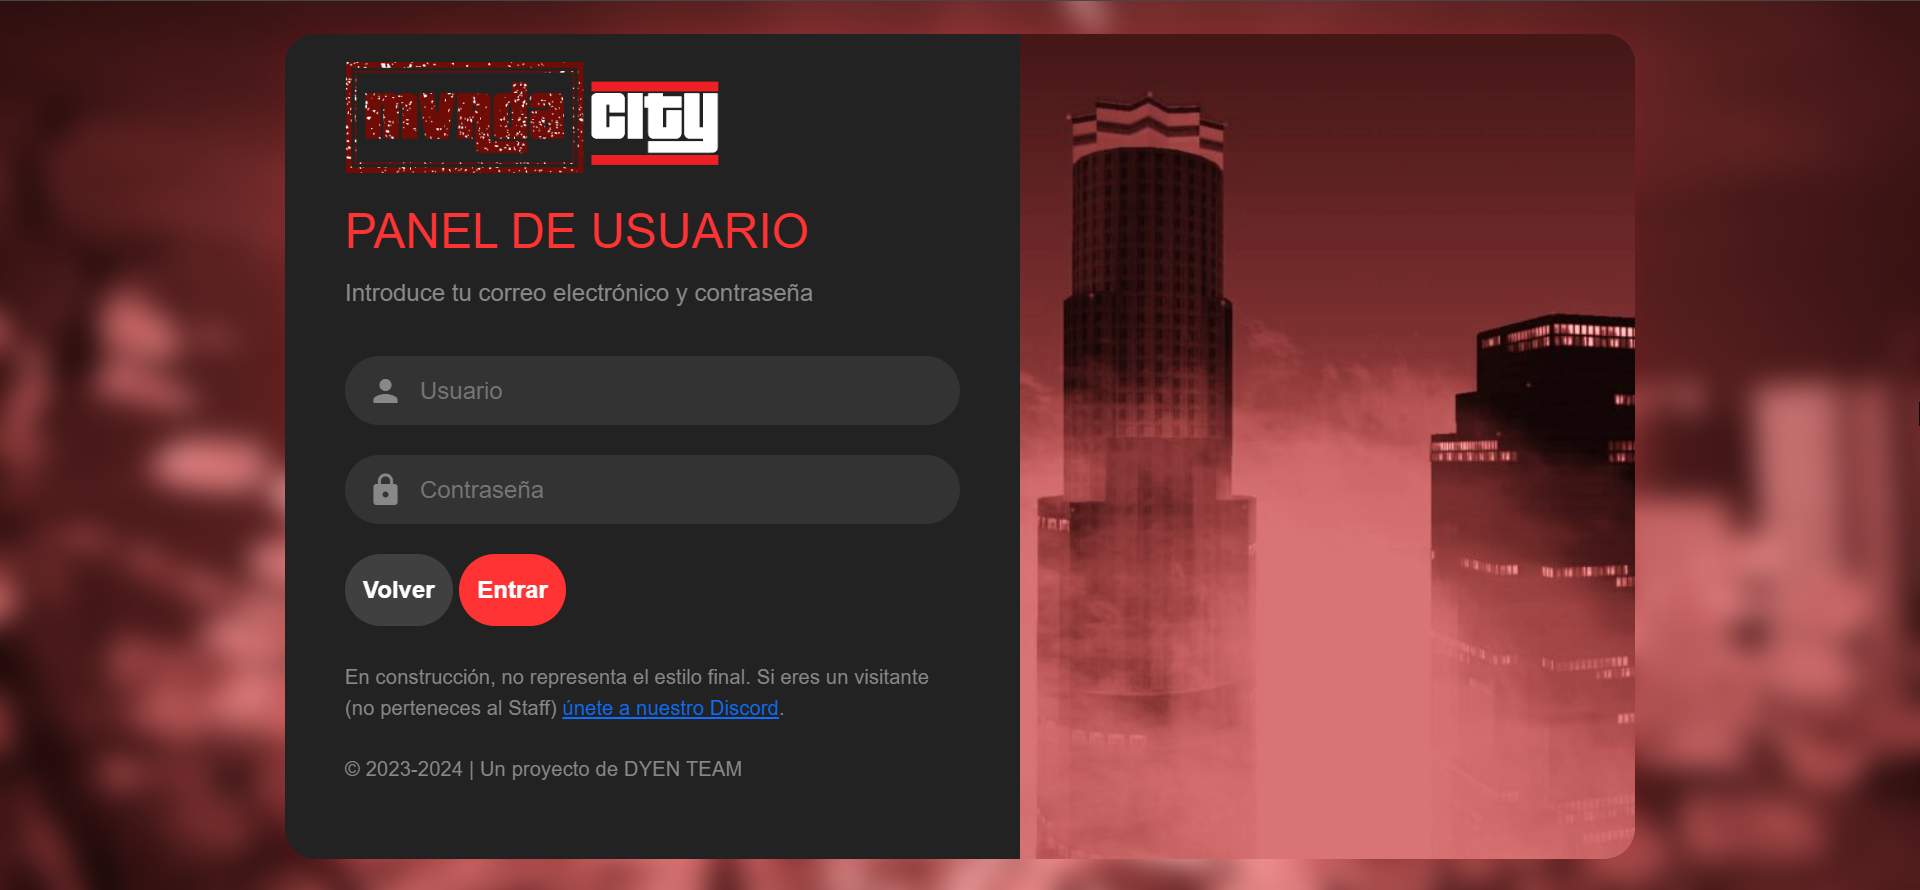 mvnda city
PANEL DE USUARIO
Introduce tu correo electrónico y contraseña
Usuario
Contraseña
Volver Entrar
En construcción, no representa el estilo final. Si eres un visitante
(no perteneces al Staff) únete a nuestro Discord.
© 2023-2024 | Un proyecto de DYEN TEAM